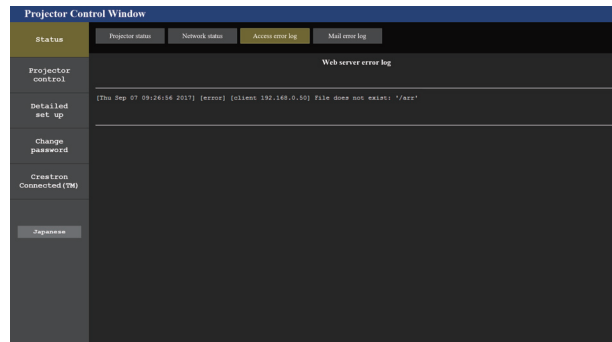 Projector Control Window
Status
Projector status
Network status
Access error log
Mail error log
Projector
control
Detailed
set up
Change
password
Crestron
Connected(TM)
Japanese
Web server error log
[Thu Sep 07 09:26:56 2017] [error] [client 192.168.0.50] File does not exist: '/arr'